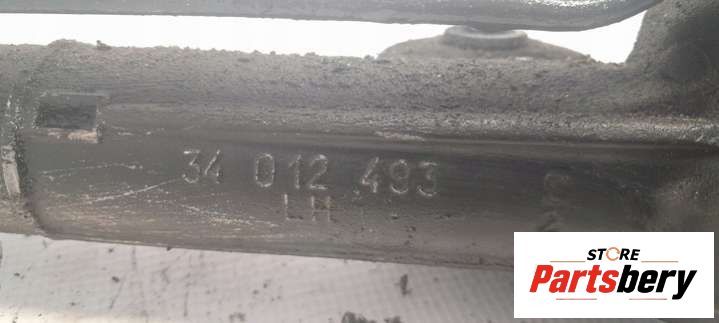 34 012 493
LH
STORE
Partsbery